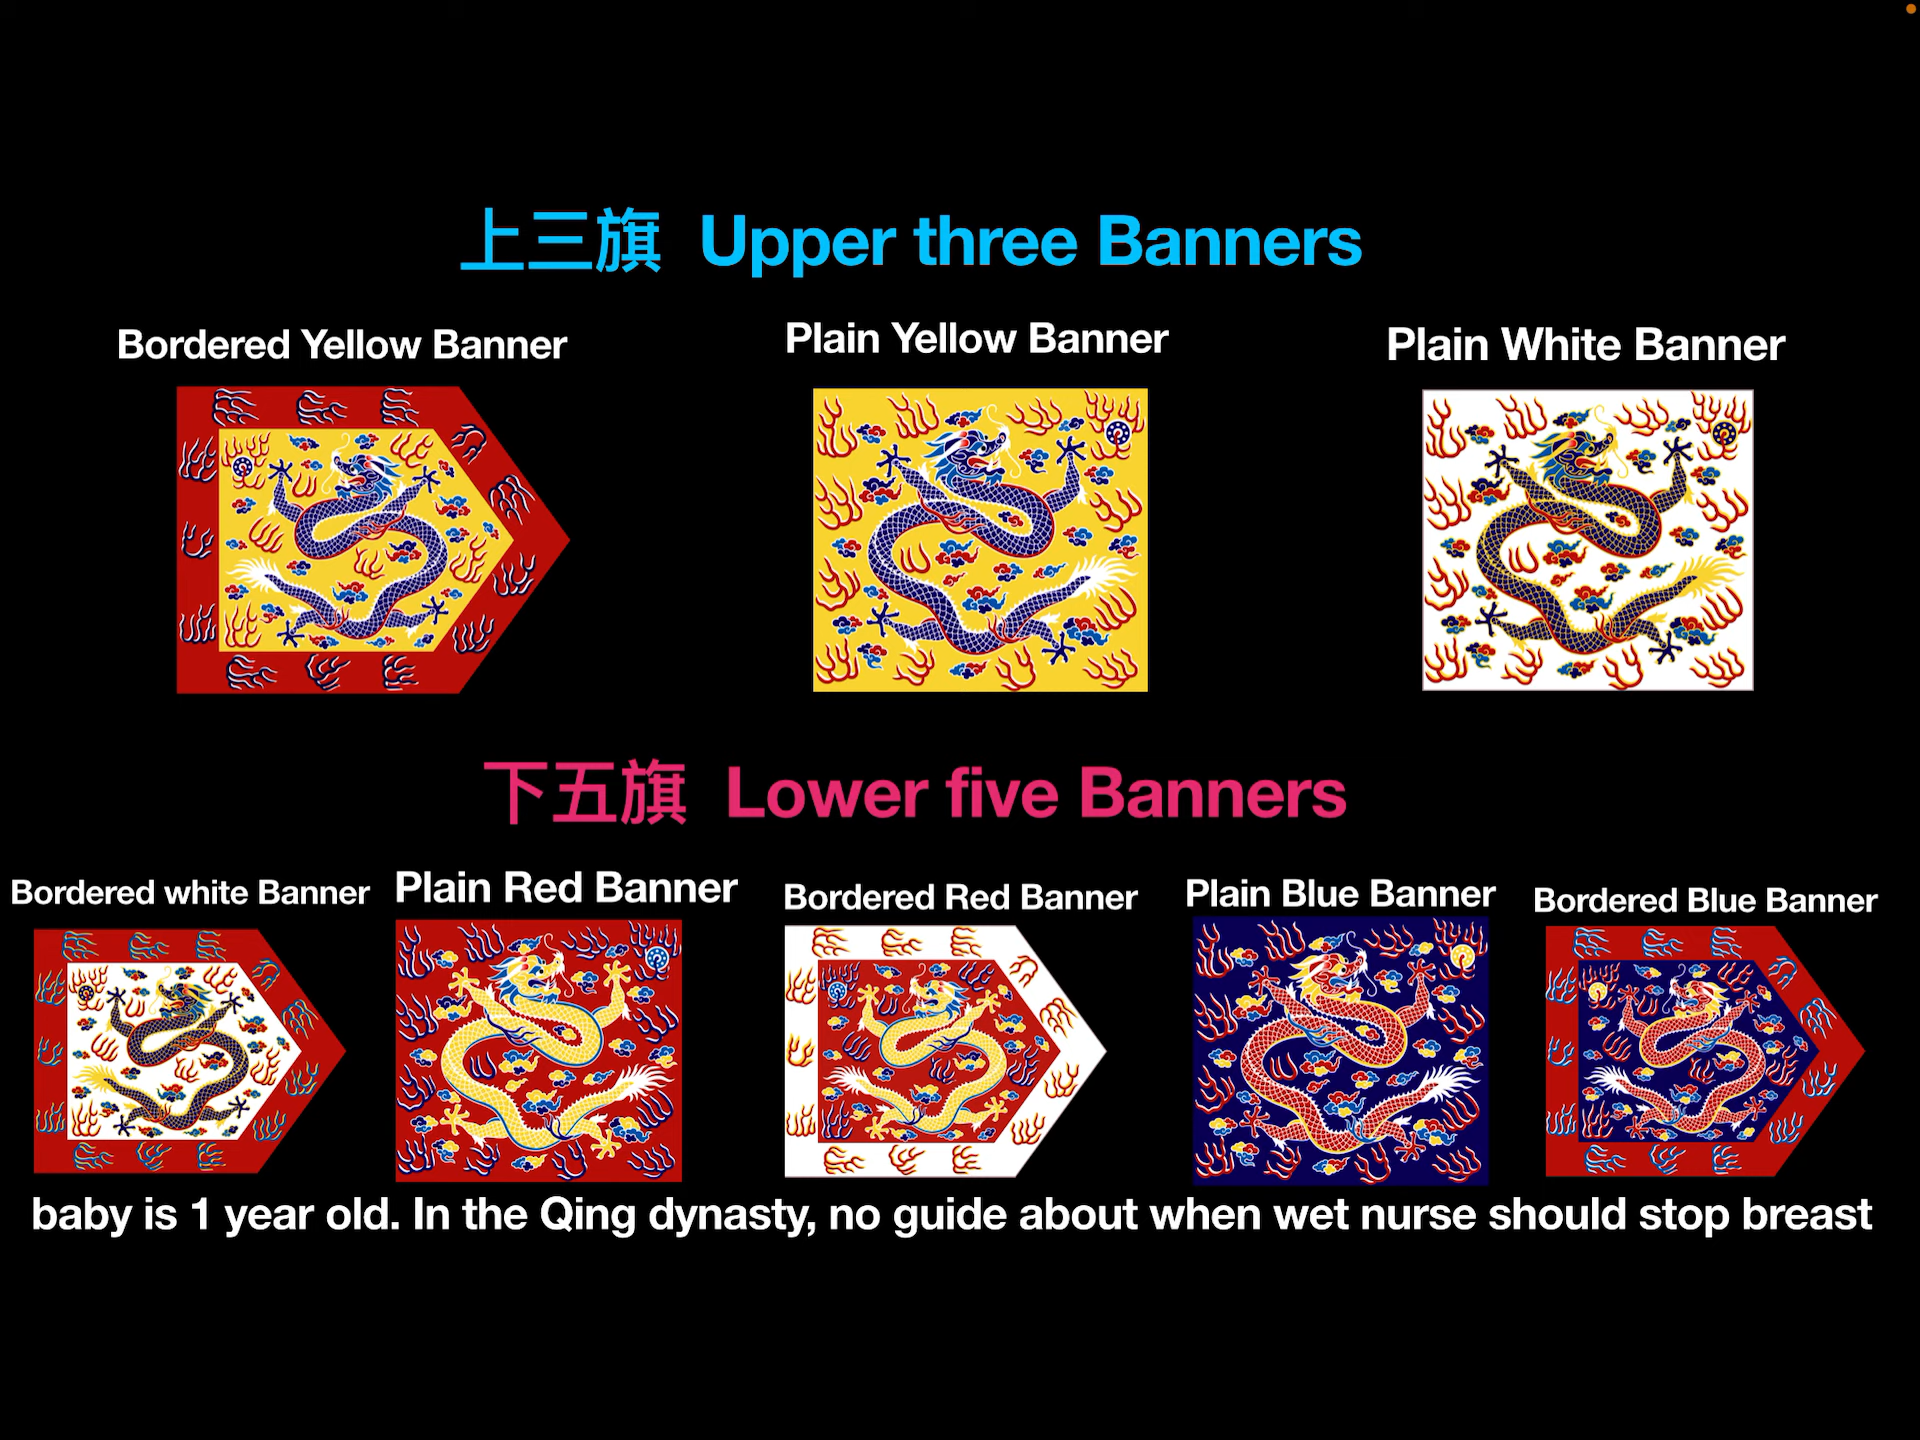 上三旗 Upper three Banners
Bordered Yellow Banner
Plain Yellow Banner
Plain White Banner
下五旗 Lower five Banners
Bordered white Banner
Plain Red Banner
Bordered Red Banner
Plain Blue Banner
Bordered Blue Banner
baby is 1 year old. In the Qing dynasty, no guide about when wet nurse should stop breast